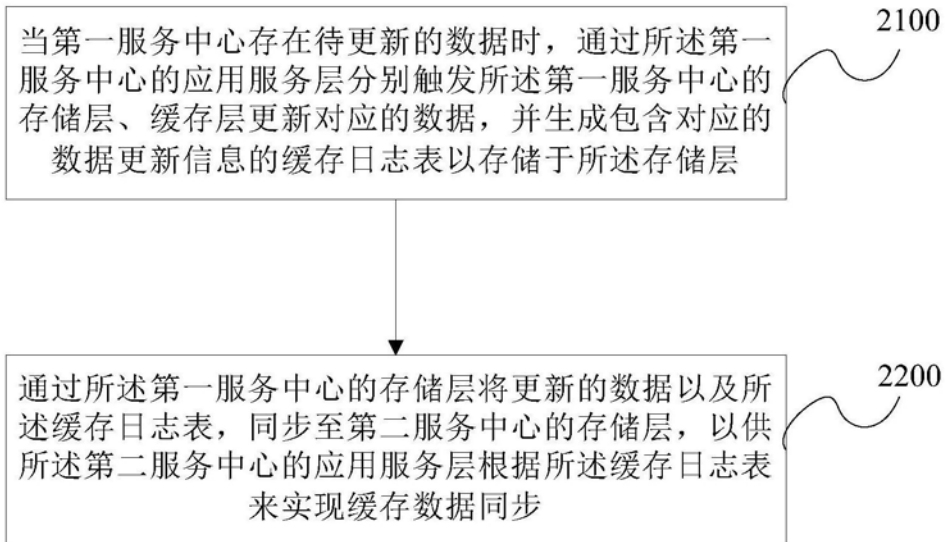 2100
当第一服务中心存在待更新的数据时，通过所述第一
服务中心的应用服务层分别触发所述第一服务中心的
存储层、缓存层更新对应的数据，并生成包含对应的
数据更新信息的缓存日志表以存储于所述存储层
2200
通过所述第一服务中心的存储层将更新的数据以及所
述缓存日志表，同步至第二服务中心的存储层，以供
所述第二服务中心的应用服务层根据所述缓存日志表
来实现缓存数据同步